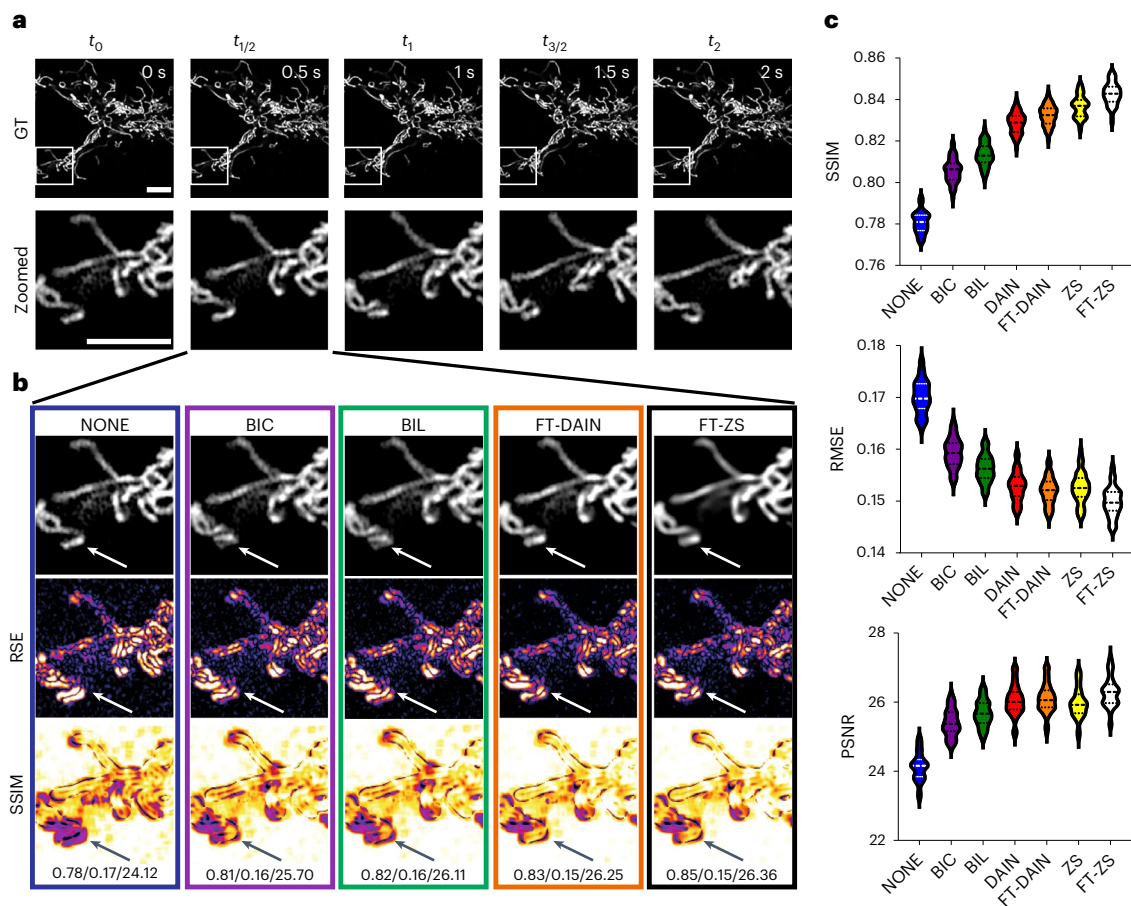 a
t0 t1/2 t1 t3/2 t2
GT
0 s 0.5 s 1 s 1.5 s 2 s
Zoomed
b
NONE BIC BIL FT-DAIN FT-ZS
RSE
SSIM
0.78/0.17/24.12 0.81/0.16/25.70 0.82/0.16/26.11 0.83/0.15/26.25 0.85/0.15/26.36
c
SSIM
0.86
0.84
0.82
0.80
0.78
0.76
NONE BIC BIL DAIN FT-DAIN ZS FT-ZS
RMSE
0.18
0.17
0.16
0.15
0.14
NONE BIC BIL DAIN FT-DAIN ZS FT-ZS
PSNR
28
26
24
22
NONE BIC BIL DAIN FT-DAIN ZS FT-ZS